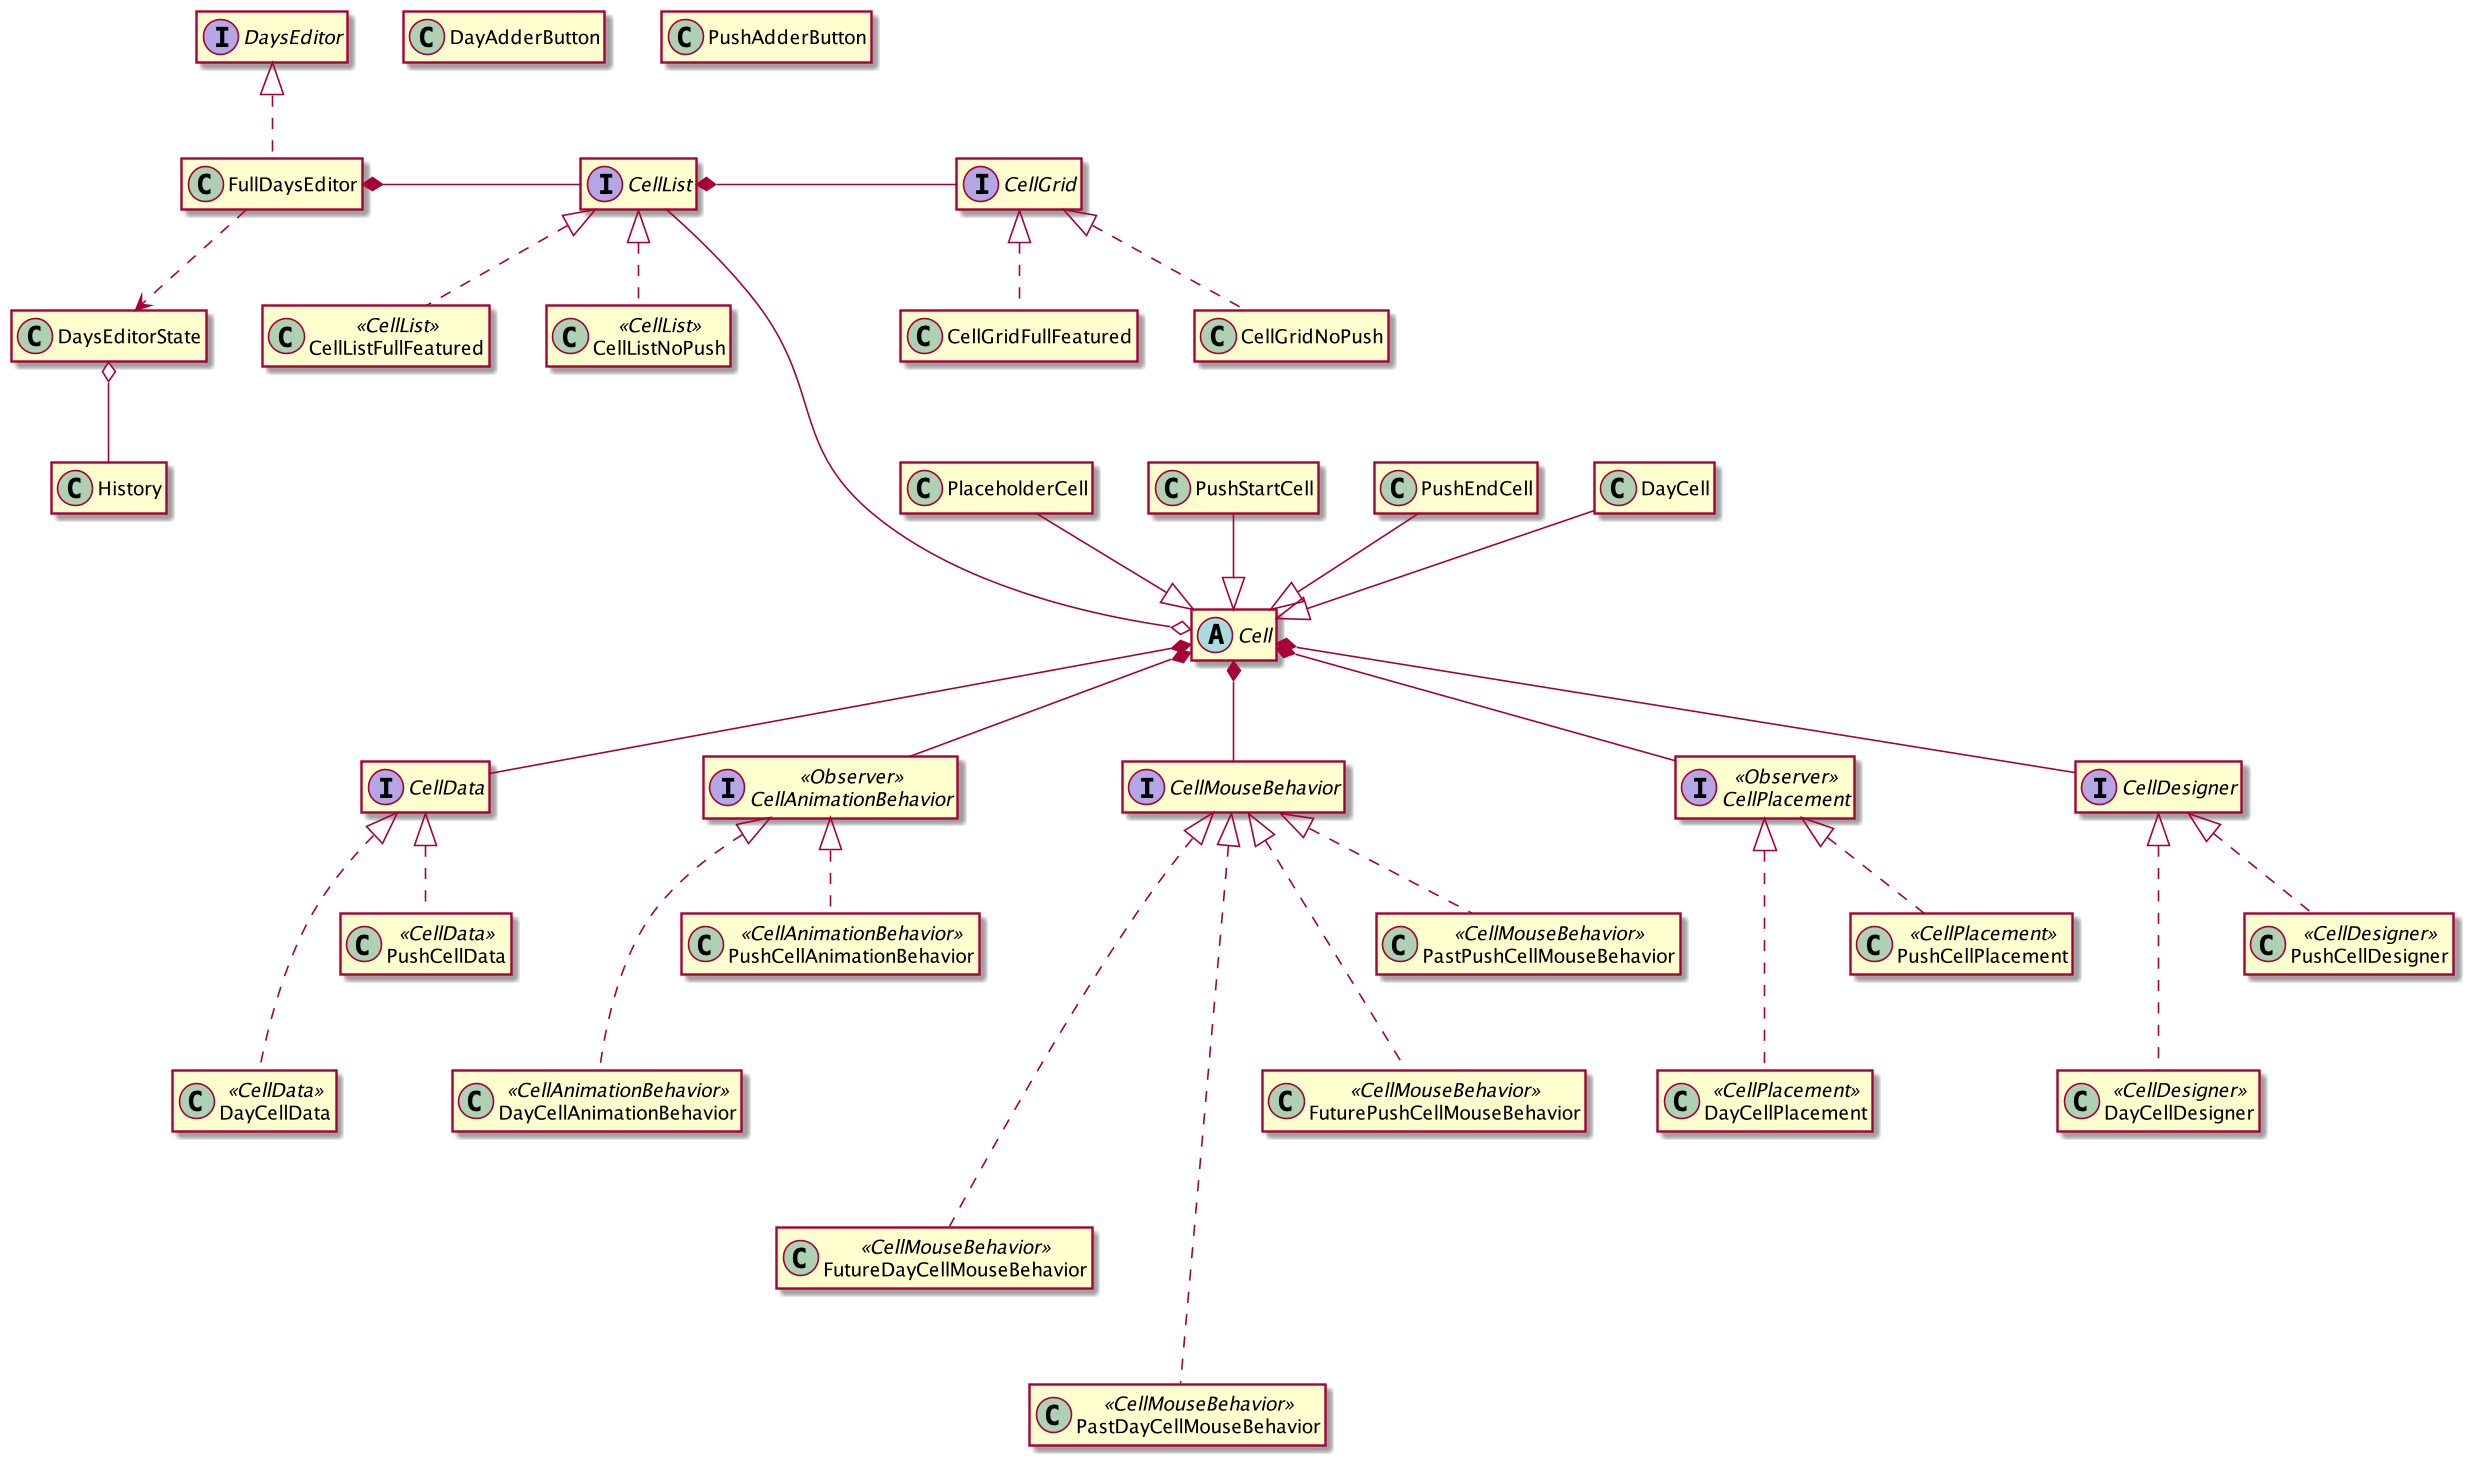 I DaysEditor
C DayAdderButton
C PushAdderButton
C FullDaysEditor
I CellList
I CellGrid
C DaysEditorState
«CellList»
C CellListFullFeatured
«CellList»
C CellListNoPush
C CellGridFullFeatured
C CellGridNoPush
C History
C PlaceholderCell
C PushStartCell
C PushEndCell
C DayCell
A Cell
I CellData
«Observer»
I CellAnimationBehavior
I CellMouseBehavior
«Observer»
I CellPlacement
I CellDesigner
«CellData»
C PushCellData
«CellAnimationBehavior»
C PushCellAnimationBehavior
«CellMouseBehavior»
C PastPushCellMouseBehavior
«CellPlacement»
C PushCellPlacement
«CellDesigner»
C PushCellDesigner
«CellData»
C DayCellData
«CellAnimationBehavior»
C DayCellAnimationBehavior
«CellMouseBehavior»
C FuturePushCellMouseBehavior
«CellPlacement»
C DayCellPlacement
«CellDesigner»
C DayCellDesigner
«CellMouseBehavior»
C FutureDayCellMouseBehavior
«CellMouseBehavior»
C PastDayCellMouseBehavior